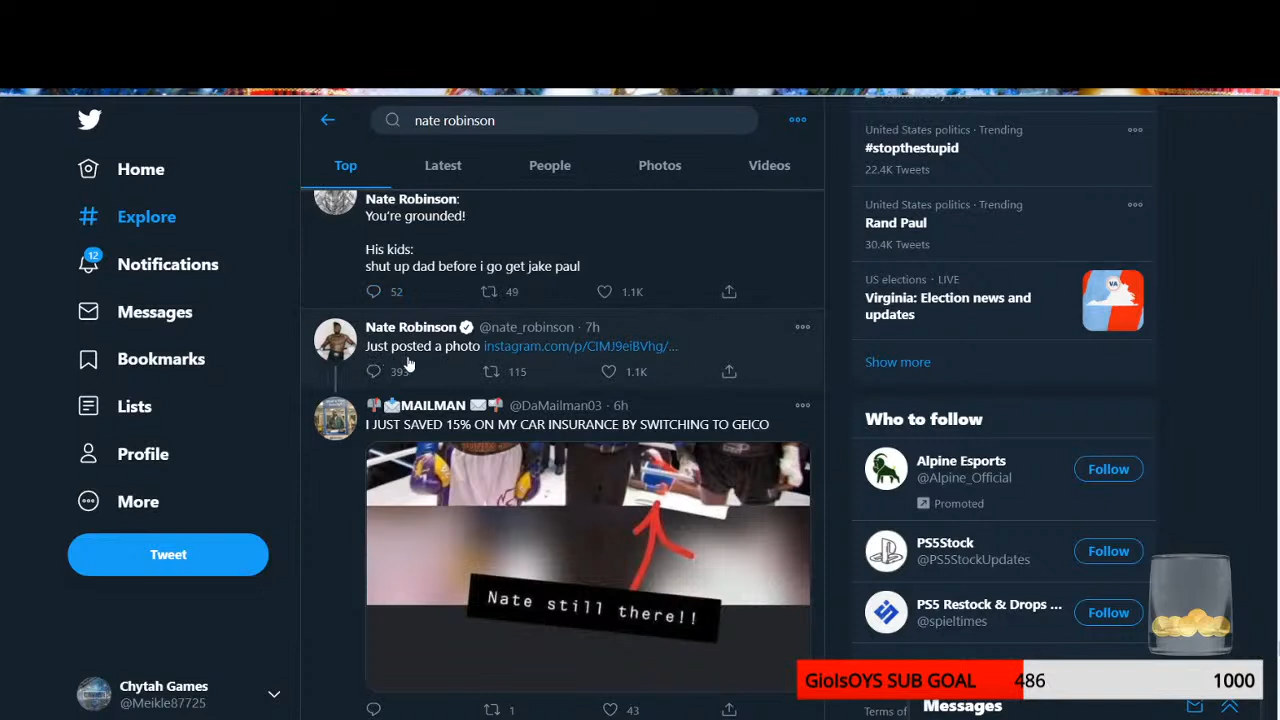 nate robinson
Top
Latest
People
Photos
Videos
Home
Explore
12
Notifications
Messages
Bookmarks
Lists
Profile
More
Tweet
Chytah Games
@Meikle87725
Nate Robinson:
You're grounded!
His kids:
shut up dad before i go get jake paul
52
49
1.1K
Nate Robinson @nate_robinson · 7h
Just posted a photo instagram.com/p/CIMJ9eiBVhg/...
395
115
1.1K
MAILMAN @DaMailman03 · 6h
I JUST SAVED 15% ON MY CAR INSURANCE BY SWITCHING TO GEICO
Nate still there!!
1
43
United States politics · Trending
#stopthestupid
22.4K Tweets
United States politics · Trending
Rand Paul
30.4K Tweets
US elections · LIVE
Virginia: Election news and
updates
VA
Show more
Who to follow
Alpine Esports
@Alpine_Official
Promoted
Follow
PS5Stock
@PS5StockUpdates
Follow
PS5 Restock & Drops ...
@spieltimes
Follow
GioIsOYS SUB GOAL
486
1000
Terms of
Messages